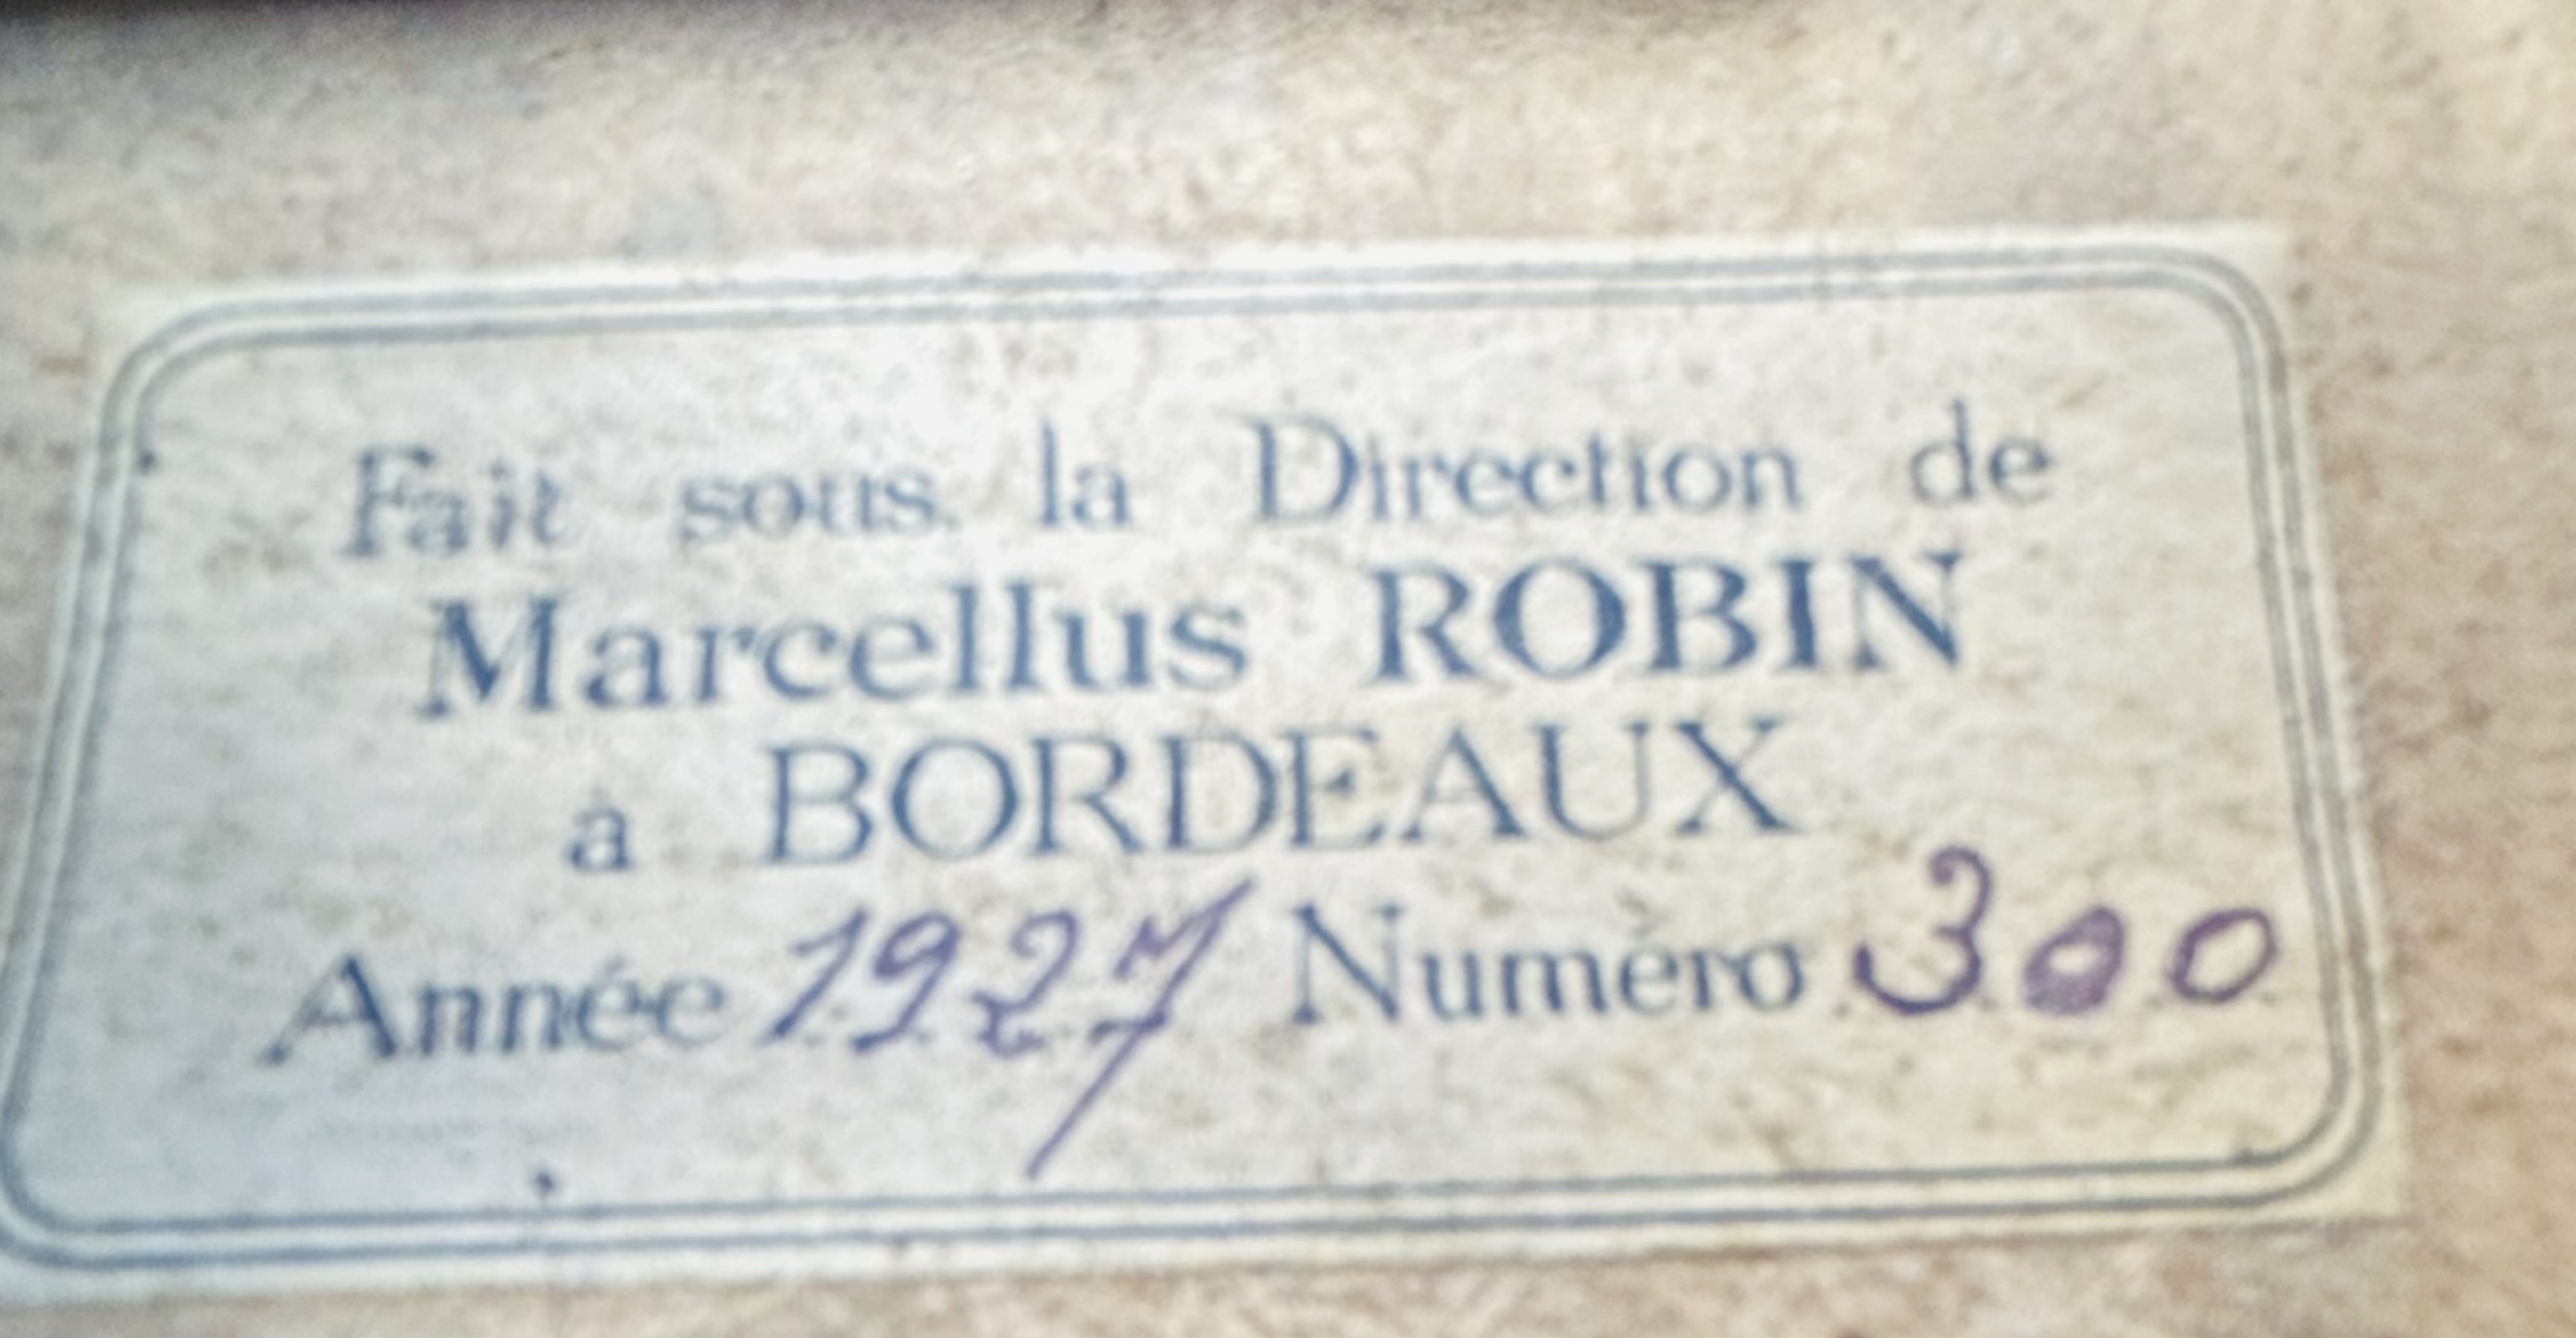 Fait sous la Direction de
Marcellus ROBIN
à BORDEAUX
Année 1927 Numéro 300